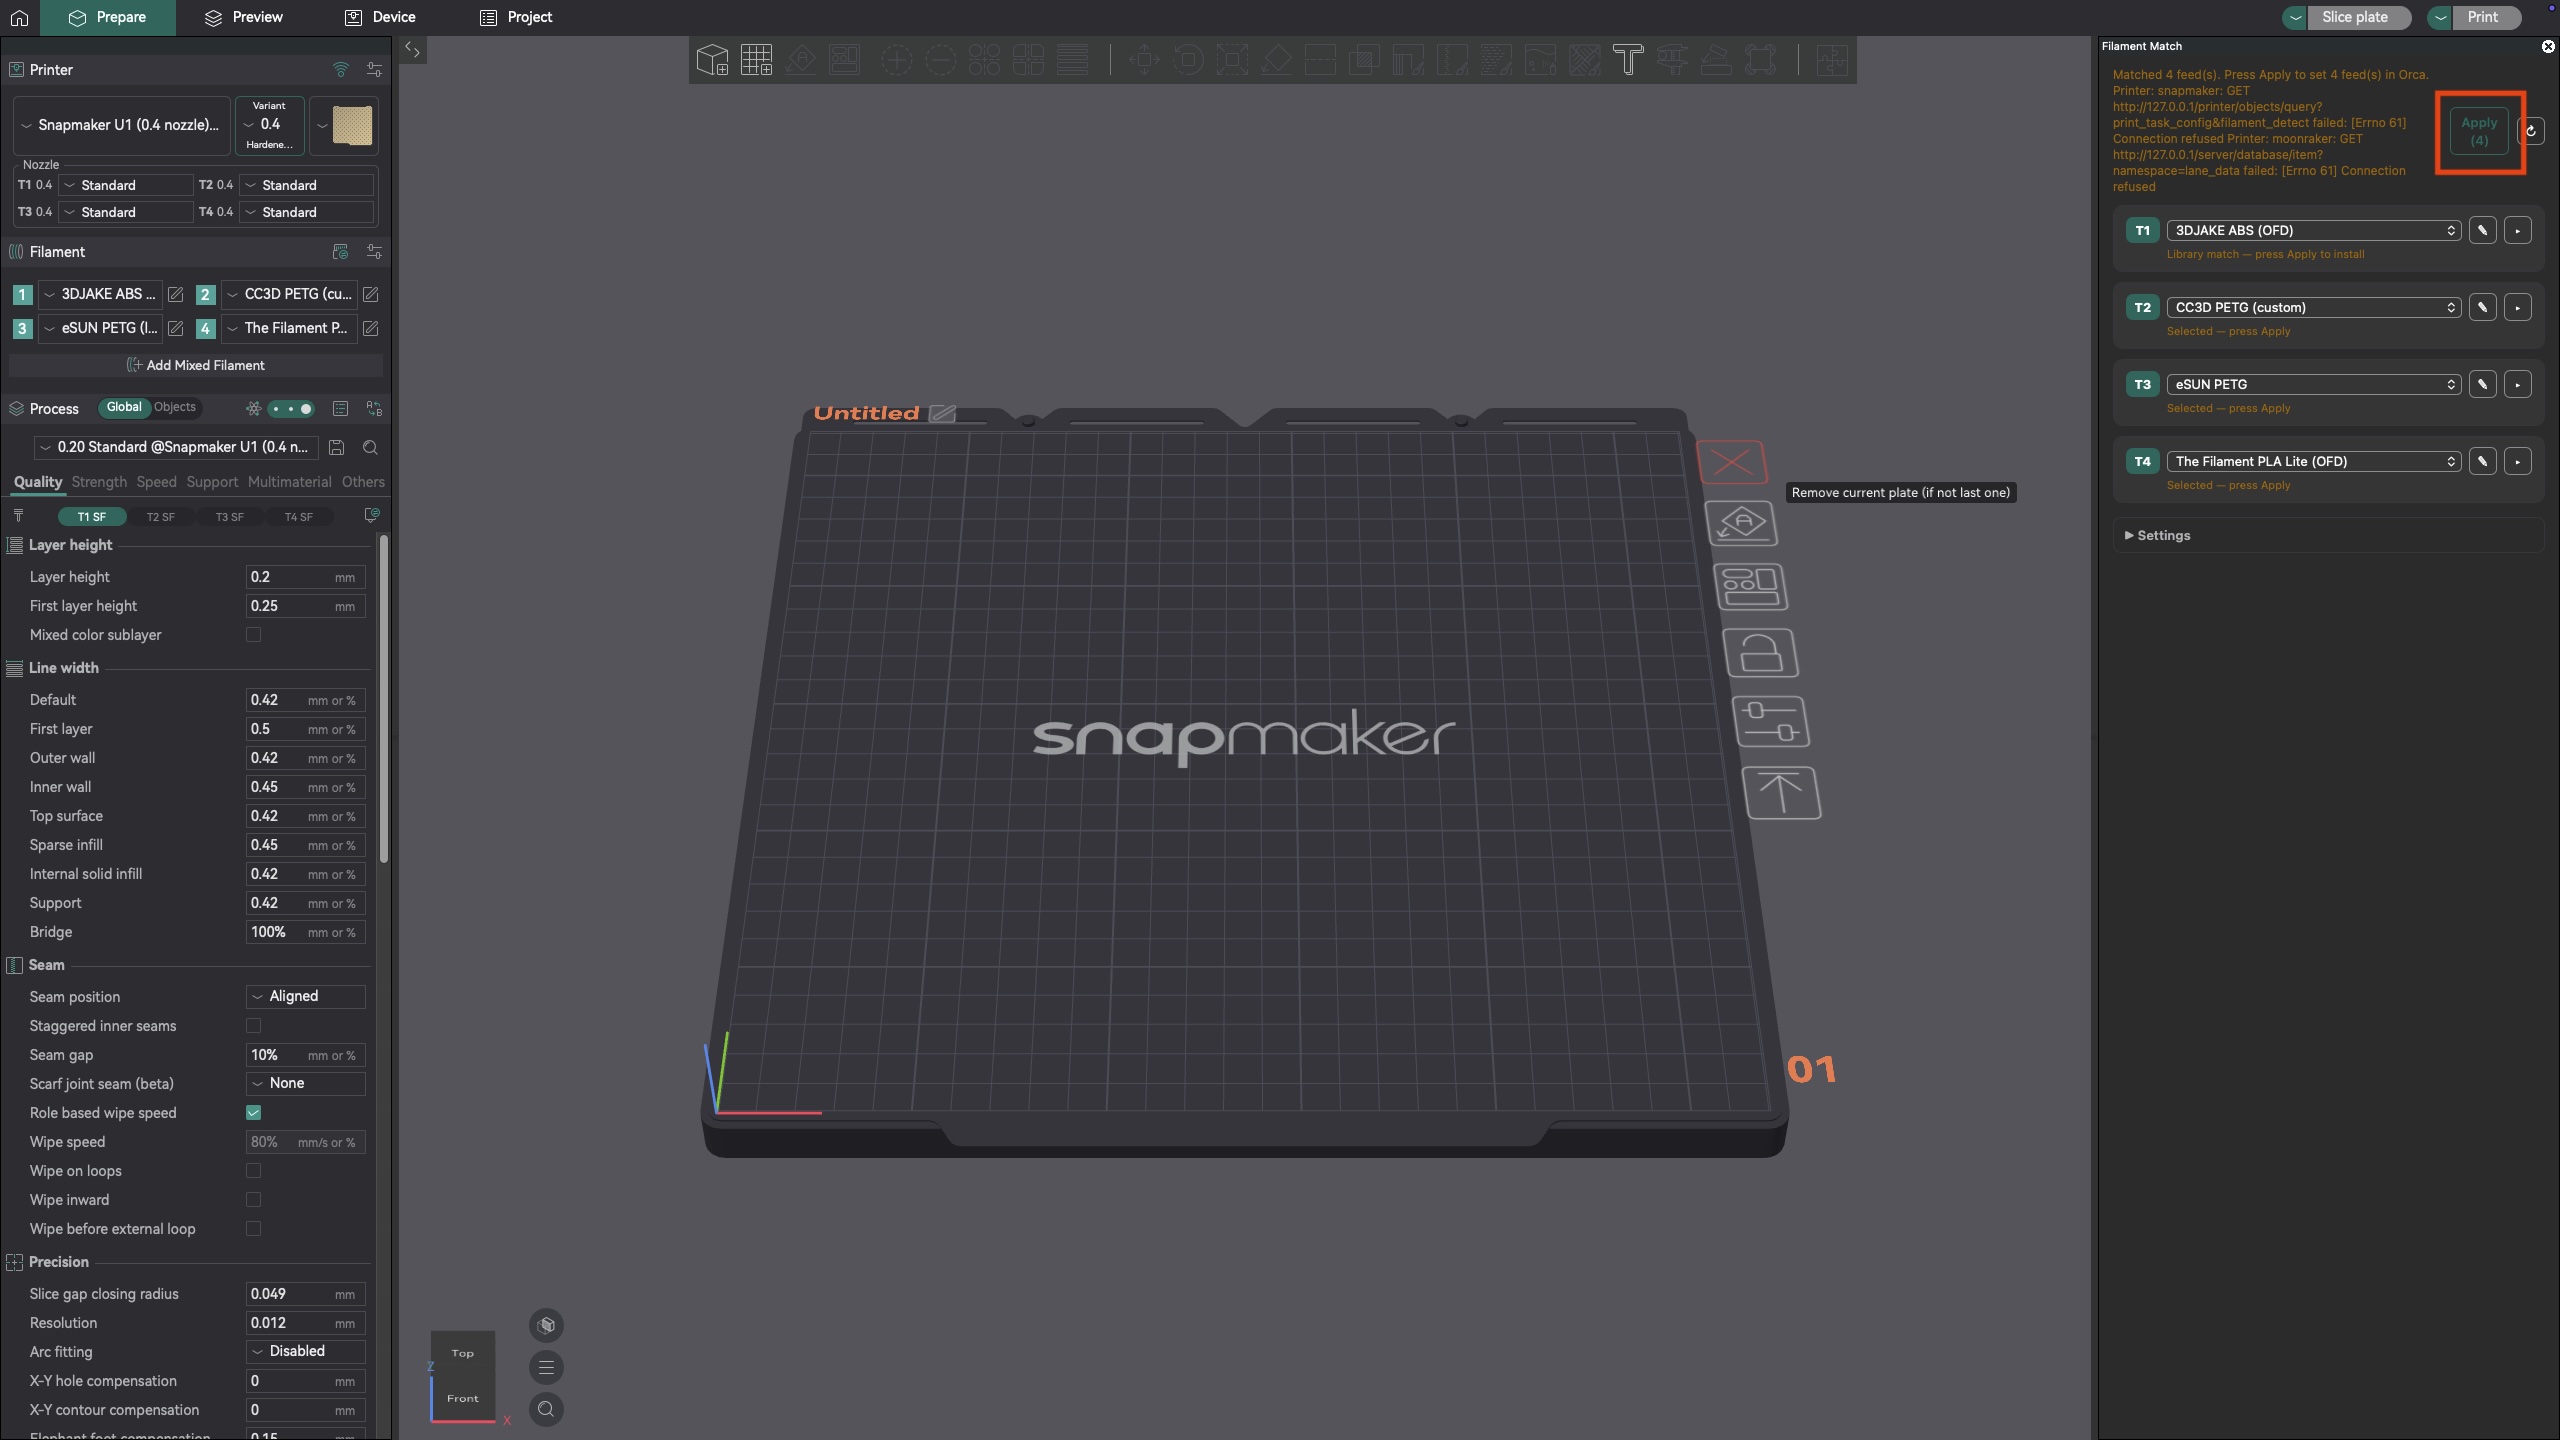 Prepare
Preview
Device
Project
Slice plate
Print
Printer
Snapmaker U1 (0.4 nozzle)...
Variant
0.4
Hardene...
Nozzle
T1 0.4 Standard T2 0.4 Standard
T3 0.4 Standard T4 0.4 Standard
Filament
1 3DJAKE ABS ... 2 CC3D PETG (cu...
3 eSUN PETG (l... 4 The Filament P...
Add Mixed Filament
Process Global Objects
0.20 Standard @Snapmaker U1 (0.4 n...
Quality Strength Speed Support Multimaterial Others
T1 SF T2 SF T3 SF T4 SF
Layer height
Layer height 0.2 mm
First layer height 0.25 mm
Mixed color sublayer
Line width
Default 0.42 mm or %
First layer 0.5 mm or %
Outer wall 0.42 mm or %
Inner wall 0.45 mm or %
Top surface 0.42 mm or %
Sparse infill 0.45 mm or %
Internal solid infill 0.42 mm or %
Support 0.42 mm or %
Bridge 100% mm or %
Seam
Seam position Aligned
Staggered inner seams
Seam gap 10% mm or %
Scarf joint seam (beta) None
Role based wipe speed
Wipe speed 80% mm/s or %
Wipe on loops
Wipe inward
Wipe before external loop
Precision
Slice gap closing radius 0.049 mm
Resolution 0.012 mm
Arc fitting Disabled
X-Y hole compensation 0 mm
X-Y contour compensation 0 mm
Elephant foot compensation 0.15 mm
Untitled
Remove current plate (if not last one)
snapmaker
01
Top
Z
Front
X
Filament Match
Matched 4 feed(s). Press Apply to set 4 feed(s) in Orca.
Printer: snapmaker: GET
http://127.0.0.1/printer/objects/query?
print_task_config&filament_detect failed: [Errno 61]
Connection refused Printer: moonraker: GET
http://127.0.0.1/server/database/item?
namespace=lane_data failed: [Errno 61] Connection
refused
Apply
(4)
T1 3DJAKE ABS (OFD)
Library match — press Apply to install
T2 CC3D PETG (custom)
Selected — press Apply
T3 eSUN PETG
Selected — press Apply
T4 The Filament PLA Lite (OFD)
Selected — press Apply
Settings